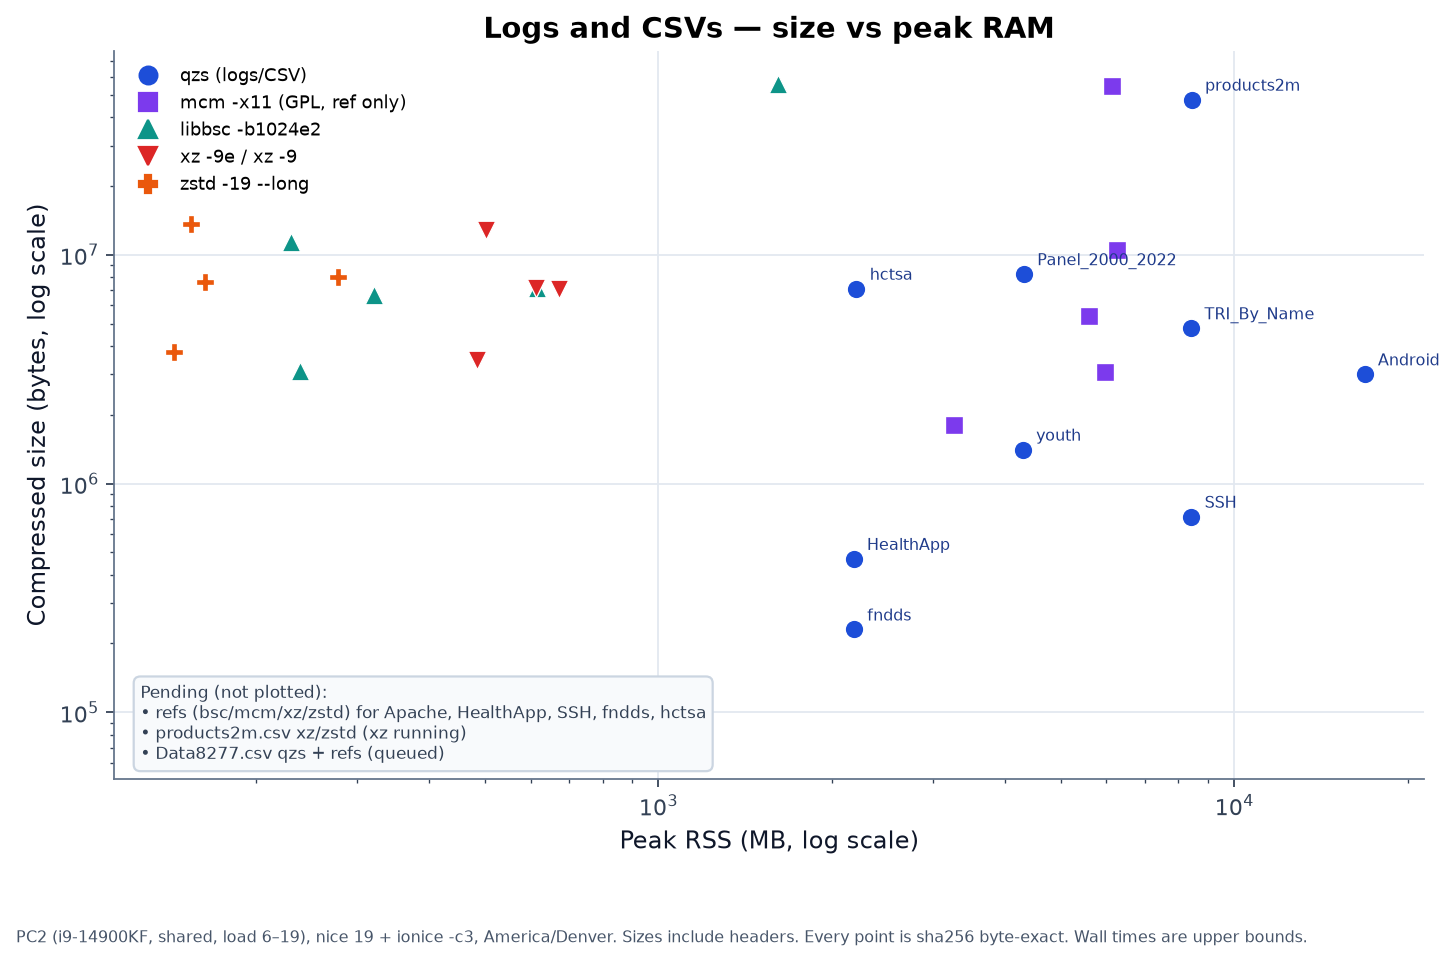 Logs and CSVs — size vs peak RAM
qzs (logs/CSV)
mcm -x11 (GPL, ref only)
libbsc -b1024e2
xz -9e / xz -9
zstd -19 --long
products2m
Panel_2000_2022
hctsa
TRI_By_Name
Android
youth
SSH
HealthApp
fndds
Compressed size (bytes, log scale)
10⁷
10⁶
10⁵
Pending (not plotted):
• refs (bsc/mcm/xz/zstd) for Apache, HealthApp, SSH, fndds, hctsa
• products2m.csv xz/zstd (xz running)
• Data8277.csv qzs + refs (queued)
10³
10⁴
Peak RSS (MB, log scale)
PC2 (i9-14900KF, shared, load 6–19), nice 19 + ionice -c3, America/Denver. Sizes include headers. Every point is sha256 byte-exact. Wall times are upper bounds.